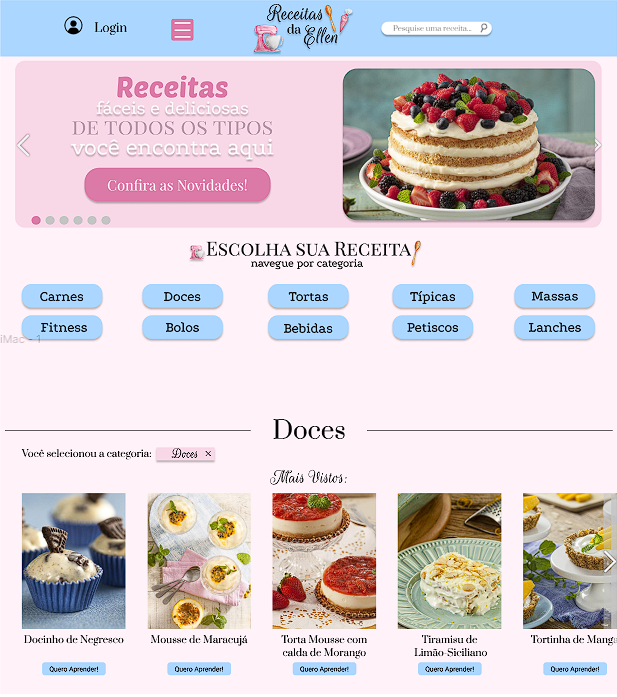 Login
Receitas
da
Ellen
Pesquise uma receita...
Receitas
fáceis e deliciosas
DE TODOS OS TIPOS
você encontra aqui
Confira as Novidades!
ESCOLHA SUA RECEITA
navegue por categoria
Carnes
Doces
Tortas
Típicas
Massas
Fitness
Bolos
Bebidas
Petiscos
Lanches
iMac - 1
Doces
Você selecionou a categoria: Doces ×
Mais Vistos:
Docinho de Negresco
Mousse de Maracujá
Torta Mousse com
calda de Morango
Tiramisu de
Limão-Siciliano
Tortinha de Mang
Quero Aprender!
Quero Aprender!
Quero Aprender!
Quero Aprender!
Quero Aprender!